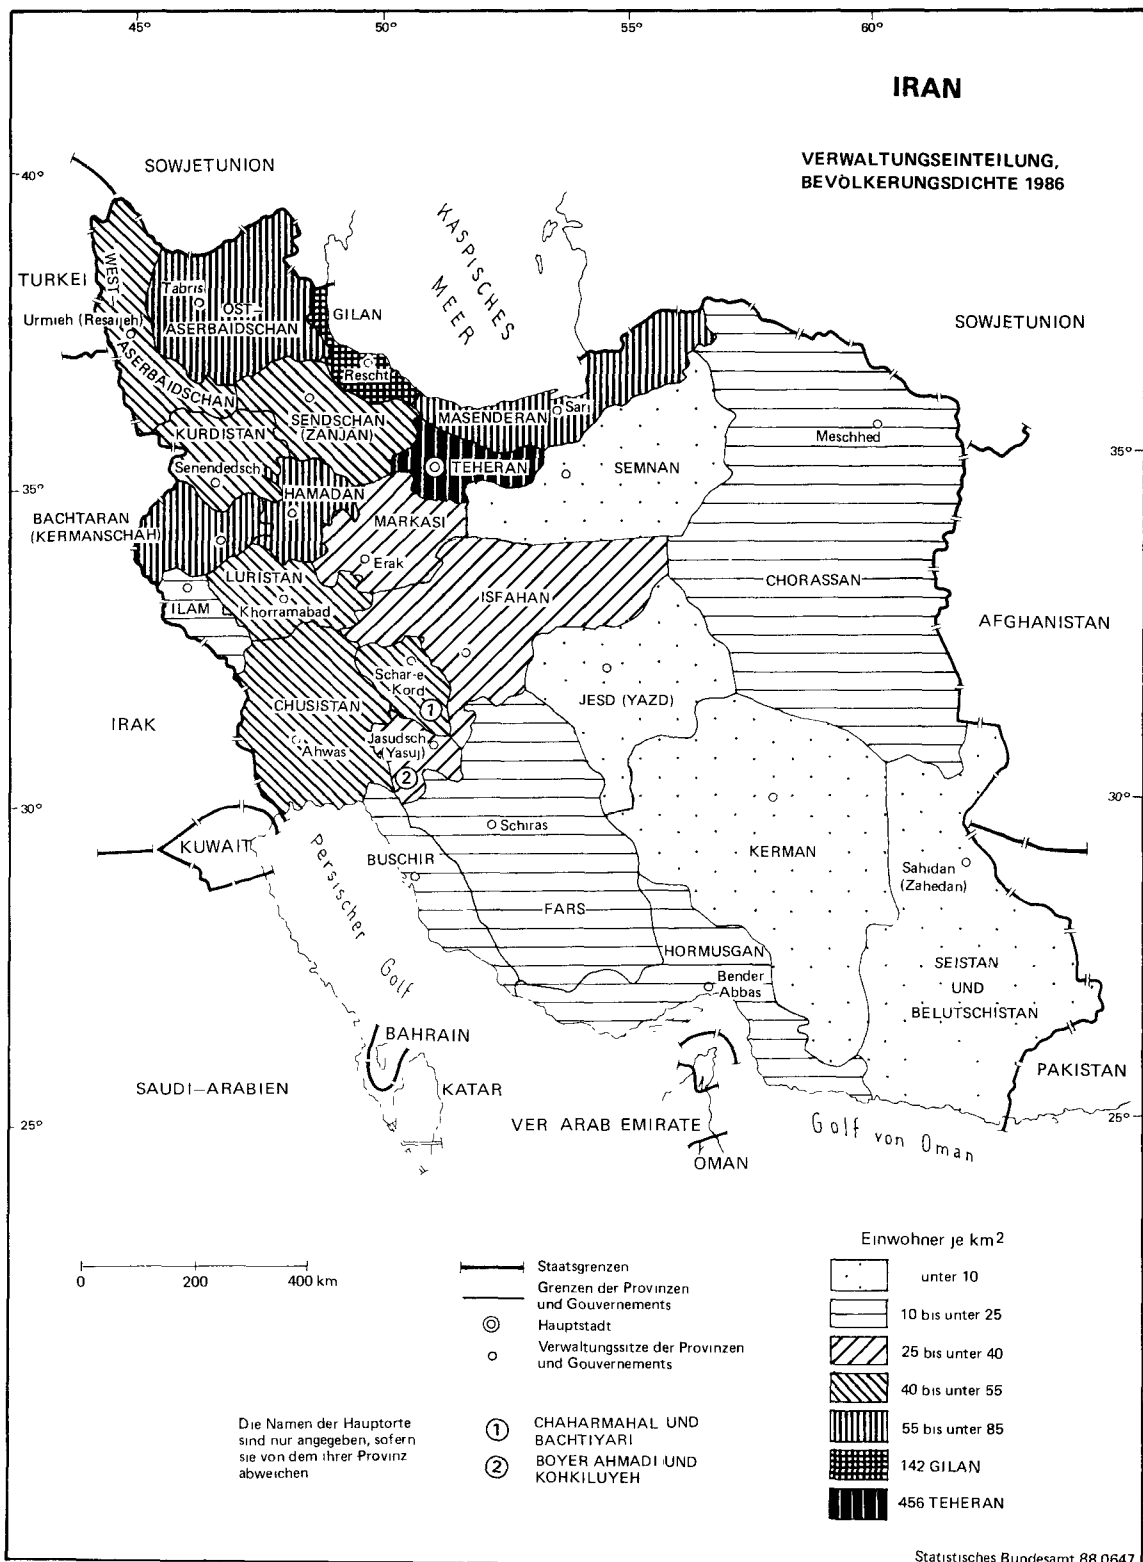 45°
50°
55°
60°
IRAN
VERWALTUNGSEINTEILUNG,
BEVÖLKERUNGSDICHTE 1986
SOWJETUNION
40°
KASPISCHES
MEER
TURKEI
WEST-
ASERBAIDSCHAN
Tabris
OST-
ASERBAIDSCHAN
Urmieh (Resaijeh)
GILAN
Rescht
SOWJETUNION
MASENDERAN
Sari
SENDSCHAN
(ZANJAN)
KURDISTAN
Senendedsch
TEHERAN
SEMNAN
Meschhed
35°
35°
HAMADAN
BACHTARAN
(KERMANSCHAH)
MARKASI
Erak
LURISTAN
Khorramabad
ILAM
ISFAHAN
CHORASSAN
AFGHANISTAN
Schar-e
Kord
1
CHUSISTAN
Ahwas
JESD (YAZD)
IRAK
Jasudsch
(Yasuj)
2
30°
30°
KUWAIT
Persischer
Golf
Schiras
BUSCHIR
FARS
KERMAN
Sahidan
(Zahedan)
HORMUSGAN
Bender
Abbas
SEISTAN
UND
BELUTSCHISTAN
BAHRAIN
SAUDI-ARABIEN
KATAR
VER ARAB EMIRATE
OMAN
Golf von Oman
PAKISTAN
25°
25°
0 200 400 km
Staatsgrenzen
Grenzen der Provinzen
und Gouvernements
Hauptstadt
Verwaltungssitze der Provinzen
und Gouvernements
Die Namen der Hauptorte
sind nur angegeben, sofern
sie von dem ihrer Provinz
abweichen
1 CHAHARMAHAL UND
BACHTIYARI
2 BOYER AHMADI UND
KOHKILUYEH
Einwohner je km²
unter 10
10 bis unter 25
25 bis unter 40
40 bis unter 55
55 bis unter 85
142 GILAN
456 TEHERAN
Statistisches Bundesamt 88 0647